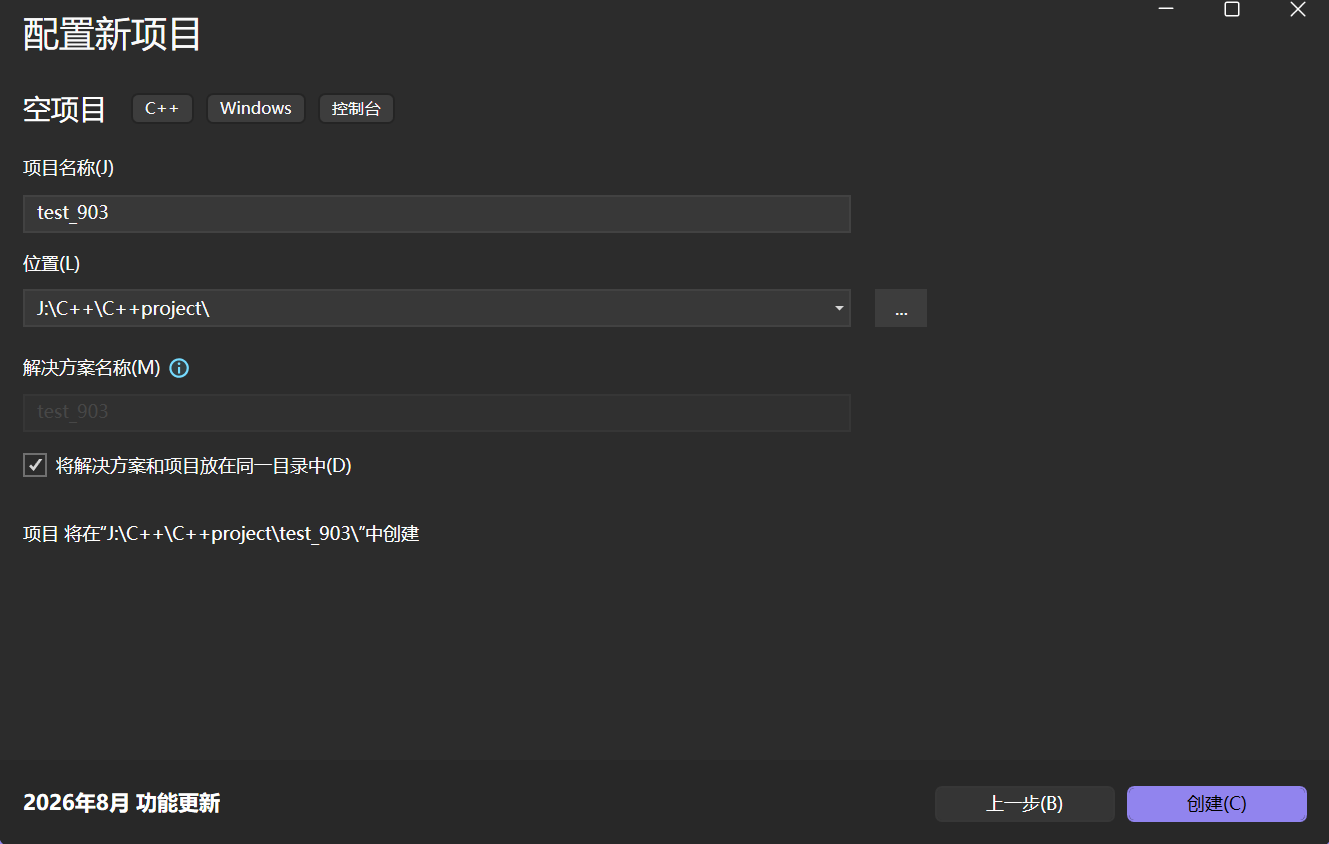 配置新项目
空项目 C++ Windows 控制台
项目名称(J)
test_903
位置(L)
J:\C++\C++project\
...
解决方案名称(M)
test_903
将解决方案和项目放在同一目录中(D)
项目 将在“J:\C++\C++project\test_903\”中创建
2026年8月 功能更新
上一步(B) 创建(C)